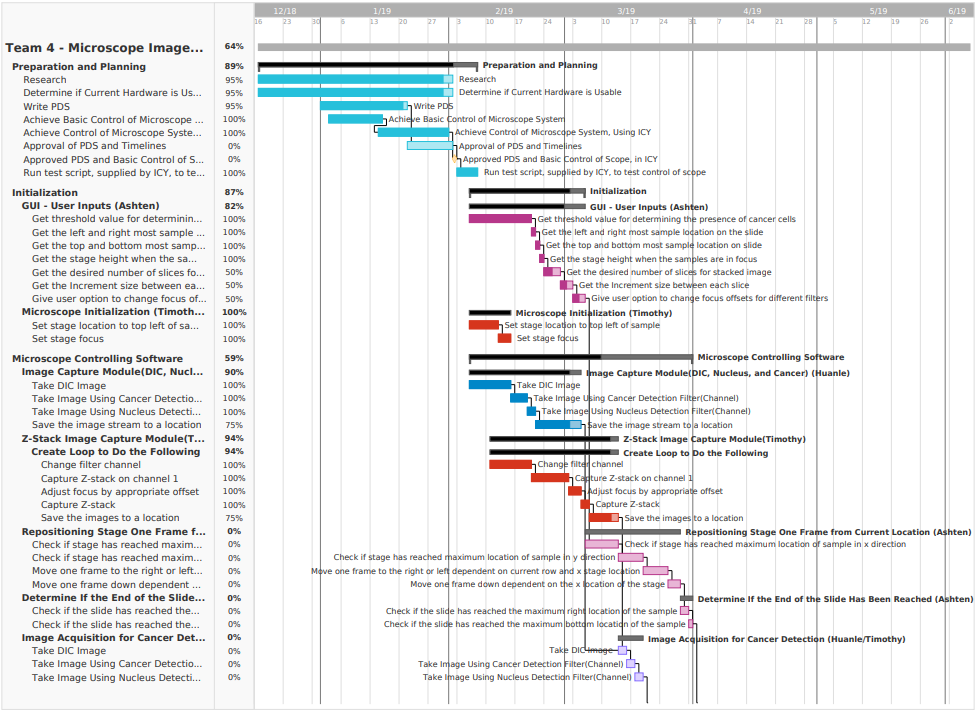 12/18 1/19 2/19 3/19 4/19 5/19 6/19
16 23 30 6 13 20 27 3 10 17 24 3 10 17 24 31 7 14 21 28 5 12 19 26 2
Team 4 - Microscope Image... 64%
Preparation and Planning 89% Preparation and Planning
Research 95% Research
Determine if Current Hardware is Us... 95% Determine if Current Hardware is Usable
Write PDS 95% Write PDS
Achieve Basic Control of Microscope ... 100% Achieve Basic Control of Microscope System
Achieve Control of Microscope Syste... 100% Achieve Control of Microscope System, Using ICY
Approval of PDS and Timelines 0% Approval of PDS and Timelines
Approved PDS and Basic Control of S... 0% Approved PDS and Basic Control of Scope, in ICY
Run test script, supplied by ICY, to te... 100% Run test script, supplied by ICY, to test control of scope
Initialization 87% Initialization
GUI - User Inputs (Ashten) 82% GUI - User Inputs (Ashten)
Get threshold value for determinin... 100% Get threshold value for determining the presence of cancer cells
Get the left and right most sample ... 100% Get the left and right most sample location on the slide
Get the top and bottom most samp... 100% Get the top and bottom most sample location on slide
Get the stage height when the sa... 100% Get the stage height when the samples are in focus
Get the desired number of slices fo... 50% Get the desired number of slices for stacked image
Get the Increment size between ea... 50% Get the Increment size between each slice
Give user option to change focus of... 50% Give user option to change focus offsets for different filters
Microscope Initialization (Timoth... 100% Microscope Initialization (Timothy)
Set stage location to top left of sa... 100% Set stage location to top left of sample
Set stage focus 100% Set stage focus
Microscope Controlling Software 59% Microscope Controlling Software
Image Capture Module(DIC, Nucl... 90% Image Capture Module(DIC, Nucleus, and Cancer) (Huanle)
Take DIC Image 100% Take DIC Image
Take Image Using Cancer Detectio... 100% Take Image Using Cancer Detection Filter(Channel)
Take Image Using Nucleus Detecti... 100% Take Image Using Nucleus Detection Filter(Channel)
Save the image stream to a location 75% Save the image stream to a location
Z-Stack Image Capture Module(T... 94% Z-Stack Image Capture Module(Timothy)
Create Loop to Do the Following 94% Create Loop to Do the Following
Change filter channel 100% Change filter channel
Capture Z-stack on channel 1 100% Capture Z-stack on channel 1
Adjust focus by appropriate offset 100% Adjust focus by appropriate offset
Capture Z-stack 100% Capture Z-stack
Save the images to a location 75% Save the images to a location
Repositioning Stage One Frame f... 0% Repositioning Stage One Frame from Current Location (Ashten)
Check if stage has reached maxim... 0% Check if stage has reached maximum location of sample in x direction
Check if stage has reached maxim... 0% Check if stage has reached maximum location of sample in y direction
Move one frame to the right or left... 0% Move one frame to the right or left dependent on current row and x stage location
Move one frame down dependent ... 0% Move one frame down dependent on the x location of the stage
Determine If the End of the Slide... 0% Determine If the End of the Slide Has Been Reached (Ashten)
Check if the slide has reached the... 0% Check if the slide has reached the maximum right location of the sample
Check if the slide has reached the... 0% Check if the slide has reached the maximum bottom location of the sample
Image Acquisition for Cancer Det... 0% Image Acquisition for Cancer Detection (Huanle/Timothy)
Take DIC Image 0% Take DIC Image
Take Image Using Cancer Detectio... 0% Take Image Using Cancer Detection Filter(Channel)
Take Image Using Nucleus Detecti... 0% Take Image Using Nucleus Detection Filter(Channel)